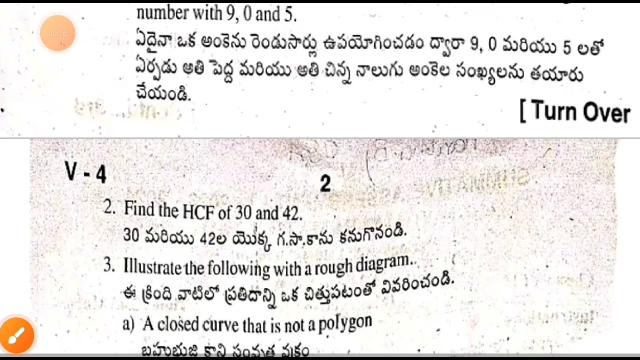 number with 9, 0 and 5.
ఏదైనా ఒక అంకెను రెండుసార్లు ఉపయోగించడం ద్వారా 9, 0 మరియు 5 లతో
ఏర్పడు అతి పెద్ద మరియు అతి చిన్న నాలుగు అంకెల సంఖ్యలను తయారు
చేయండి.
[ Turn Over
V - 4
2
2. Find the HCF of 30 and 42.
30 మరియు 42ల యొక్క గ.సా.కాను కనుగొనండి.
3. Illustrate the following with a rough diagram.
ఈ క్రింది వాటిలో ప్రతిదాన్ని ఒక చిత్తుపటంతో వివరించండి.
a) A closed curve that is not a polygon
బహుభుజి కాని సంవృత వక్రం